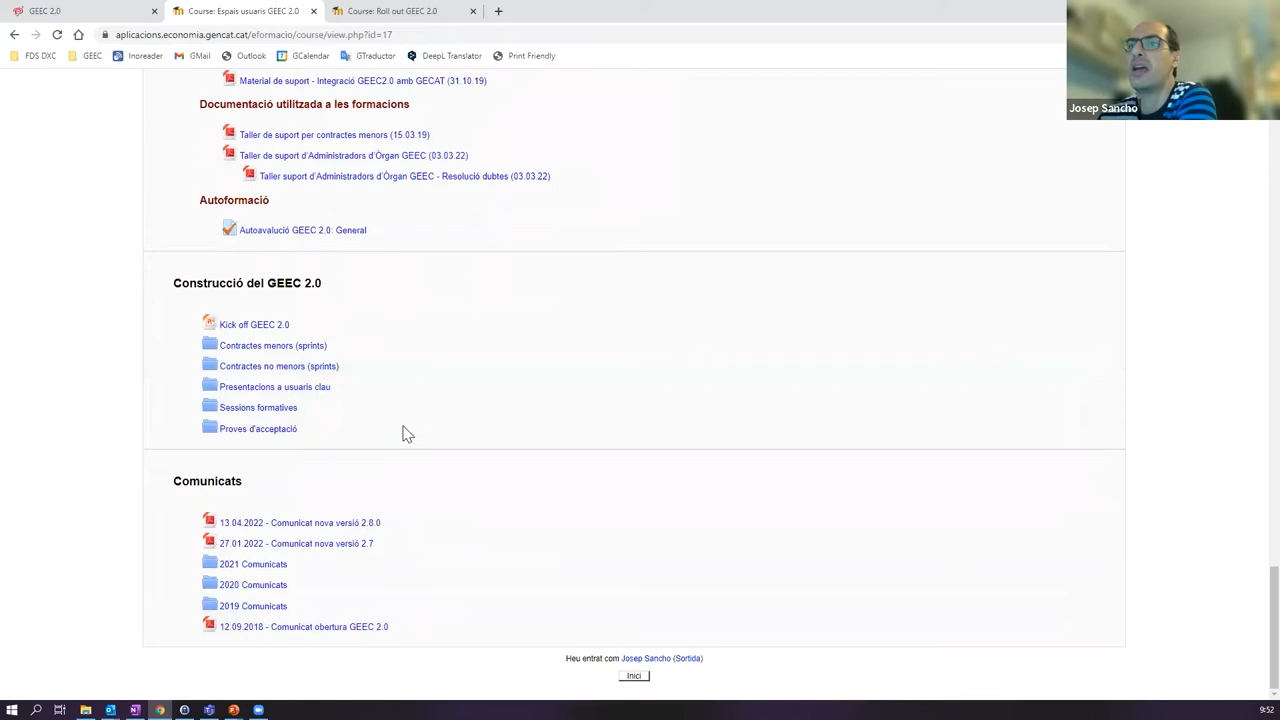 GEEC 2.0
Course: Espais usuaris GEEC 2.0
Course: Roll out GEEC 2.0
aplicacions.economia.gencat.cat/eformacio/course/view.php?id=17
FDS DXC
GEEC
Inoreader
GMail
Outlook
GCalendar
GTraductor
DeepL Translator
Print Friendly
Josep Sancho
Material de suport - Integració GEEC2.0 amb GECAT (31.10.19)
Documentació utilitzada a les formacions
Taller de suport per contractes menors (15.03.19)
Taller de suport d'Administradors d'Òrgan GEEC (03.03.22)
Taller suport d'Administradors d'Òrgan GEEC - Resolució dubtes (03.03.22)
Autoformació
Autoavalució GEEC 2.0: General
Construcció del GEEC 2.0
Kick off GEEC 2.0
Contractes menors (sprints)
Contractes no menors (sprints)
Presentacions a usuaris clau
Sessions formatives
Proves d'acceptació
Comunicats
13.04.2022 - Comunicat nova versió 2.8.0
27.01.2022 - Comunicat nova versió 2.7
2021 Comunicats
2020 Comunicats
2019 Comunicats
12.09.2018 - Comunicat obertura GEEC 2.0
Heu entrat com Josep Sancho (Sortida)
Inici
9:52